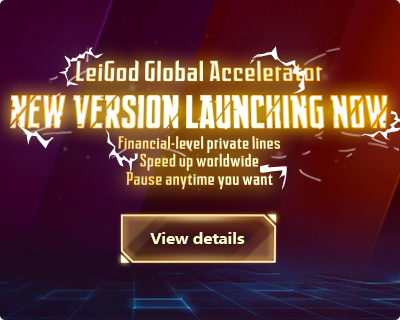 LeiGod Global Accelerator
NEW VERSION LAUNCHING NOW
Financial-level private lines
Speed up worldwide
Pause anytime you want
View details